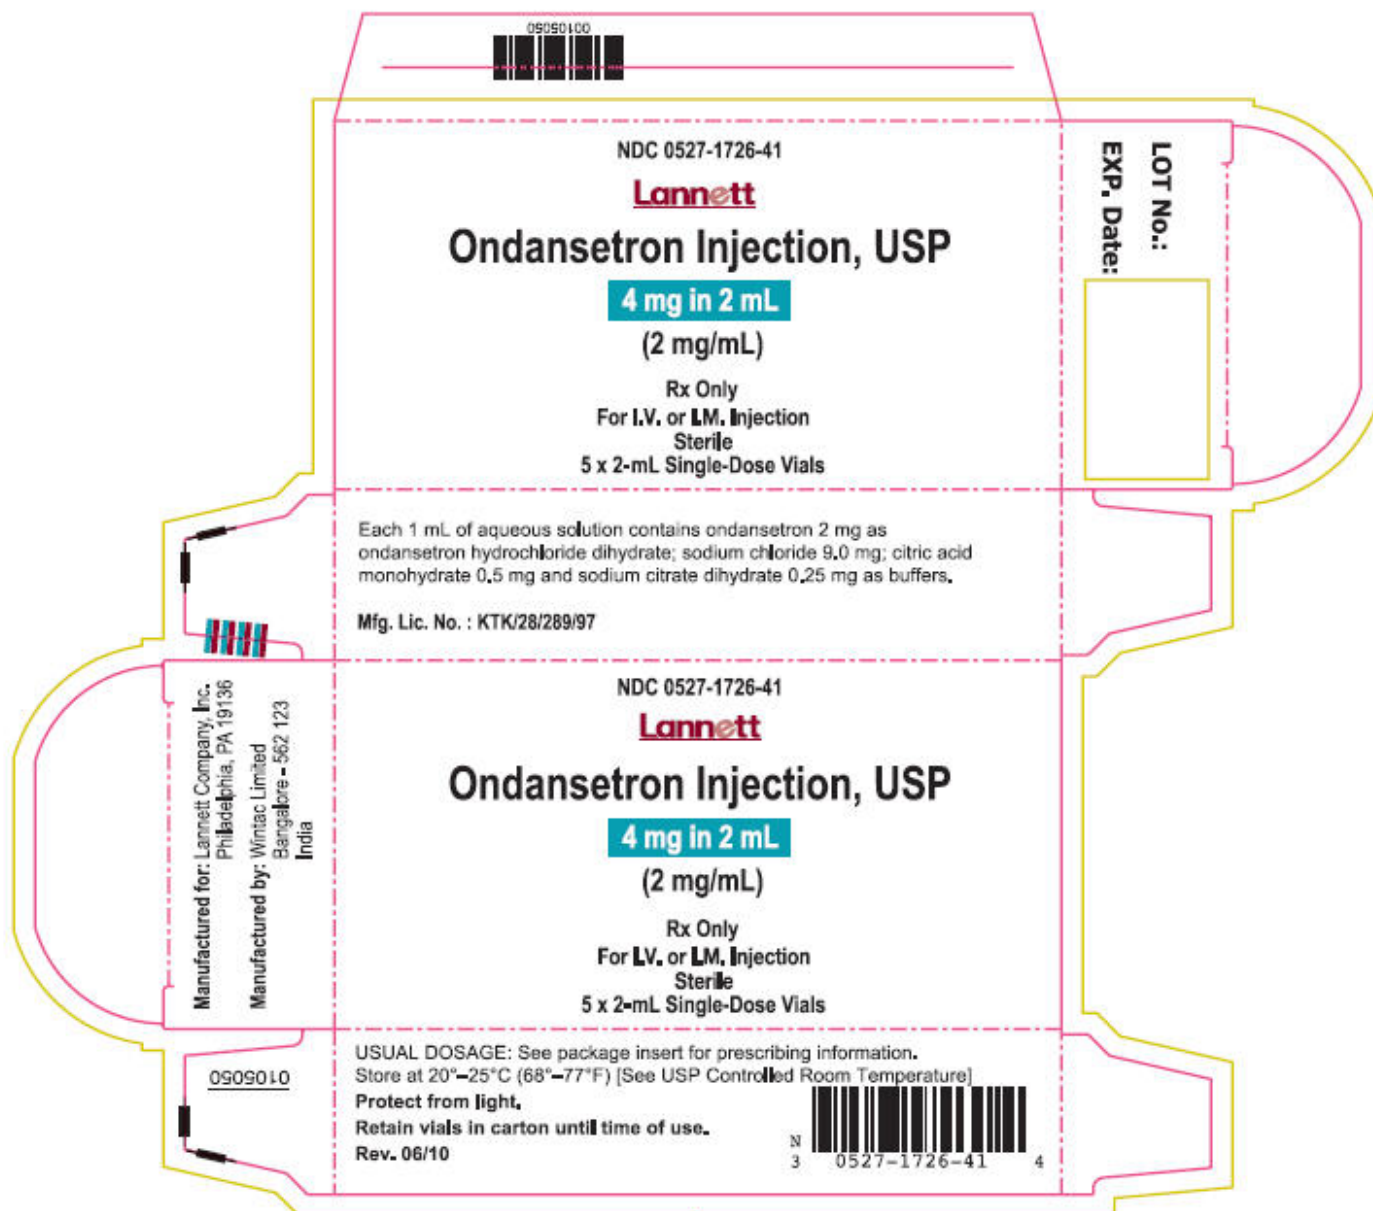 00105050
NDC 0527-1726-41
Lannett
Ondansetron Injection, USP
4 mg in 2 mL
(2 mg/mL)
Rx Only
For I.V. or I.M. Injection
Sterile
5 x 2-mL Single-Dose Vials
LOT No.:
EXP. Date:
Each 1 mL of aqueous solution contains ondansetron 2 mg as
ondansetron hydrochloride dihydrate; sodium chloride 9.0 mg; citric acid
monohydrate 0.5 mg and sodium citrate dihydrate 0.25 mg as buffers.
Mfg. Lic. No. : KTK/28/289/97
Manufactured for: Lannett Company, Inc.
Philadelphia, PA 19136
Manufactured by: Wintac Limited
Bangalore – 562 123
India
NDC 0527-1726-41
Lannett
Ondansetron Injection, USP
4 mg in 2 mL
(2 mg/mL)
Rx Only
For I.V. or I.M. Injection
Sterile
5 x 2-mL Single-Dose Vials
0105050
USUAL DOSAGE: See package insert for prescribing information.
Store at 20°–25°C (68°–77°F) [See USP Controlled Room Temperature]
Protect from light.
Retain vials in carton until time of use.
Rev. 06/10
N
3 0527-1726-41 4